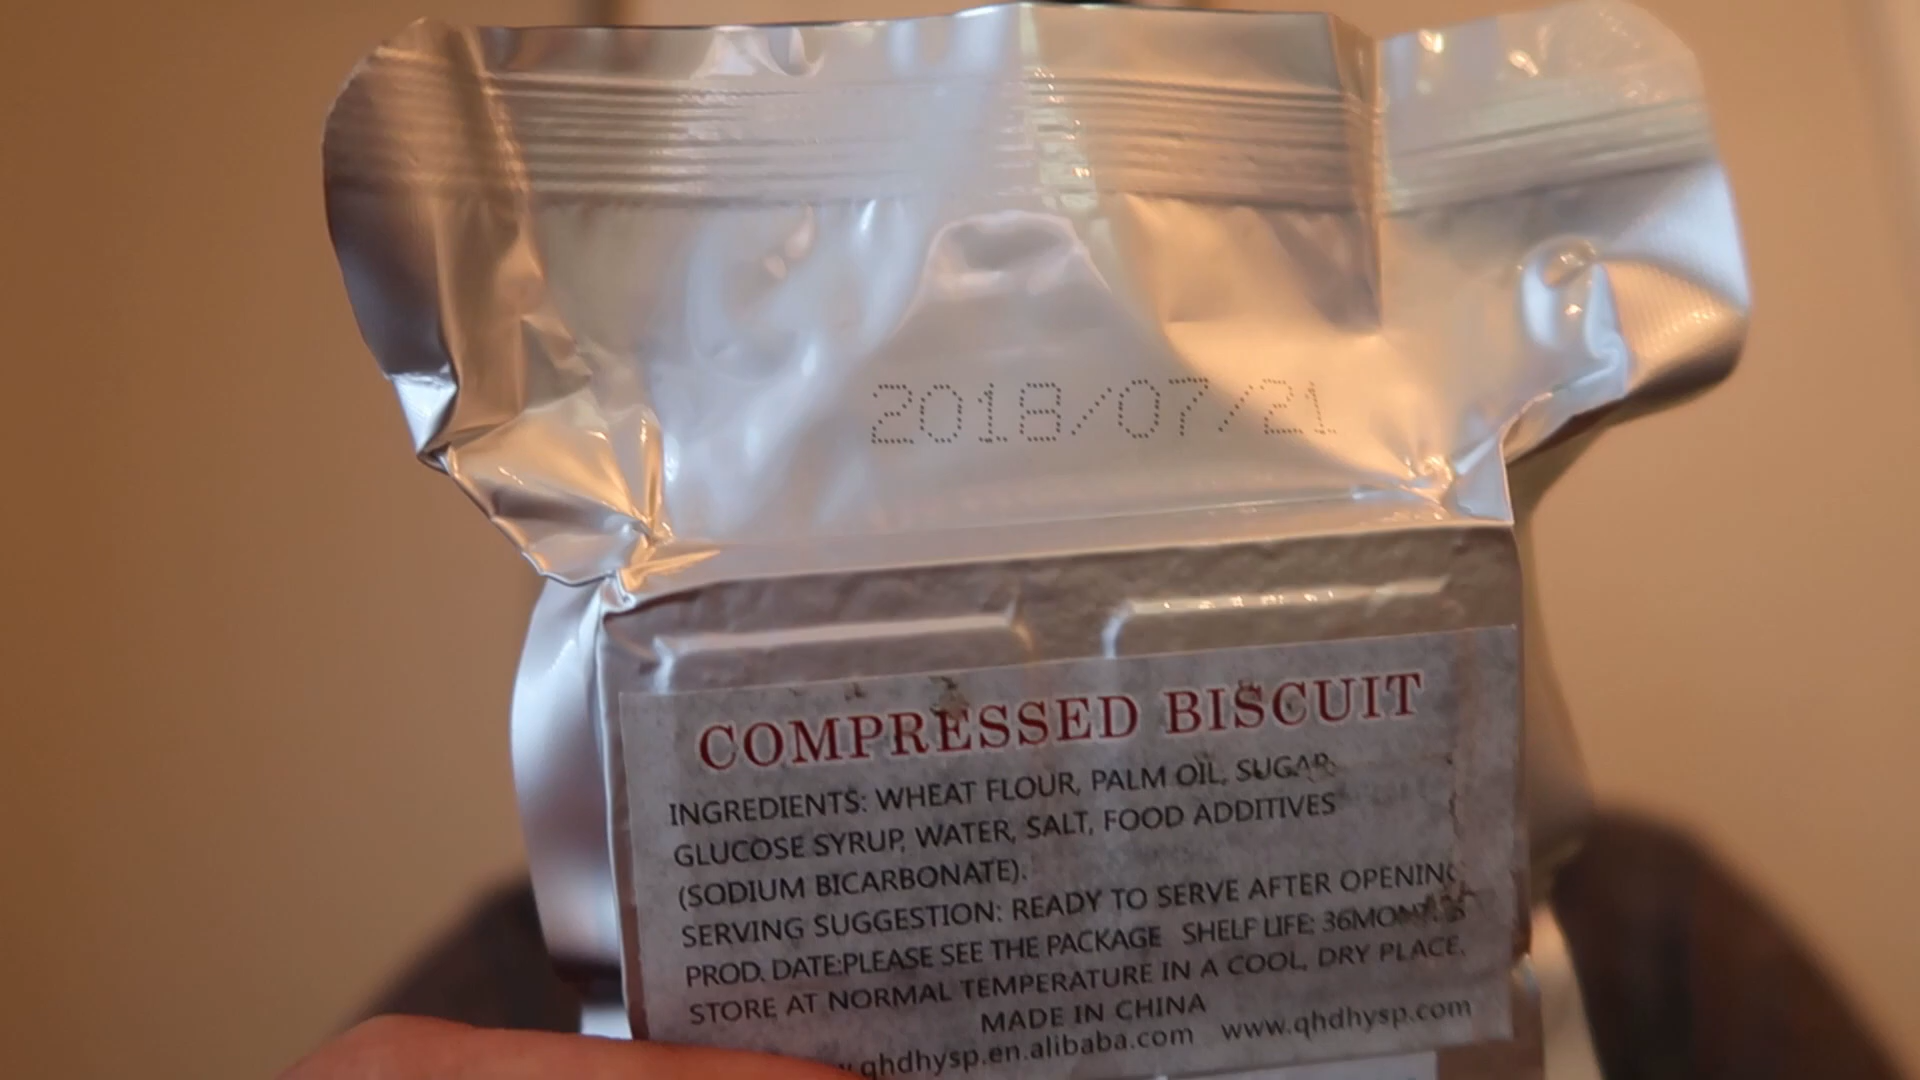 2018/07/21
COMPRESSED BISCUIT
INGREDIENTS: WHEAT FLOUR, PALM OIL, SUGAR,
GLUCOSE SYRUP, WATER, SALT, FOOD ADDITIVES
(SODIUM BICARBONATE).
SERVING SUGGESTION: READY TO SERVE AFTER OPENING
PROD. DATE:PLEASE SEE THE PACKAGE SHELF LIFE: 36MONTHS
STORE AT NORMAL TEMPERATURE IN A COOL, DRY PLACE.
MADE IN CHINA
qhdhysp.en.alibaba.com www.qhdhysp.com